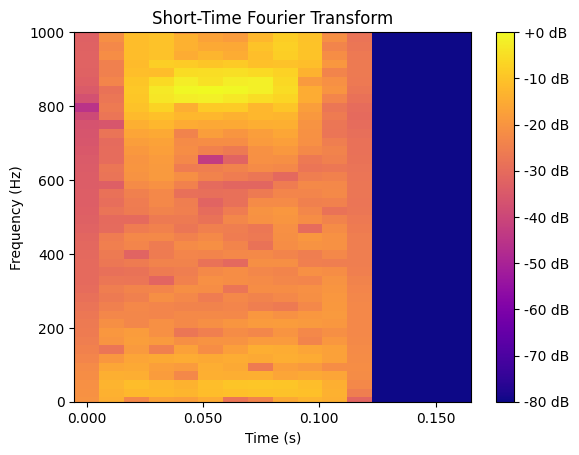 Short-Time Fourier Transform
1000
800
600
400
200
0
Frequency (Hz)
0.000
0.050
0.100
0.150
Time (s)
+0 dB
-10 dB
-20 dB
-30 dB
-40 dB
-50 dB
-60 dB
-70 dB
-80 dB